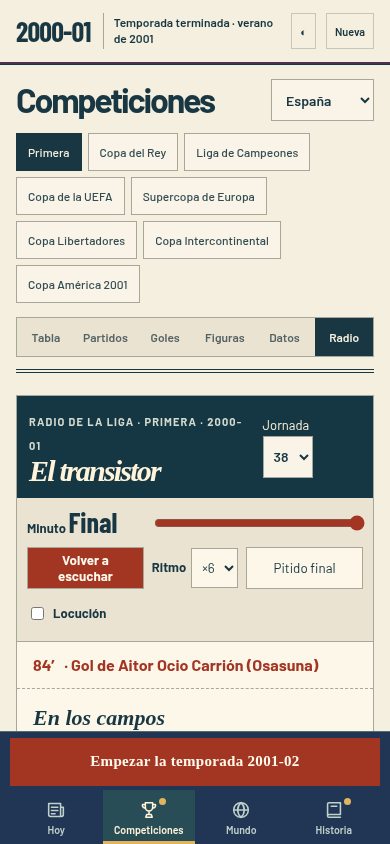 2000-01
Temporada terminada · verano
de 2001
Nueva
Competiciones
España
Primera
Copa del Rey
Liga de Campeones
Copa de la UEFA
Supercopa de Europa
Copa Libertadores
Copa Intercontinental
Copa América 2001
Tabla
Partidos
Goles
Figuras
Datos
Radio
RADIO DE LA LIGA · PRIMERA · 2000-
01
El transistor
Jornada
38
Minuto Final
Volver a
escuchar
Ritmo
×6
Pitido final
Locución
84′ · Gol de Aitor Ocio Carrión (Osasuna)
En los campos
Empezar la temporada 2001-02
Hoy
Competiciones
Mundo
Historia